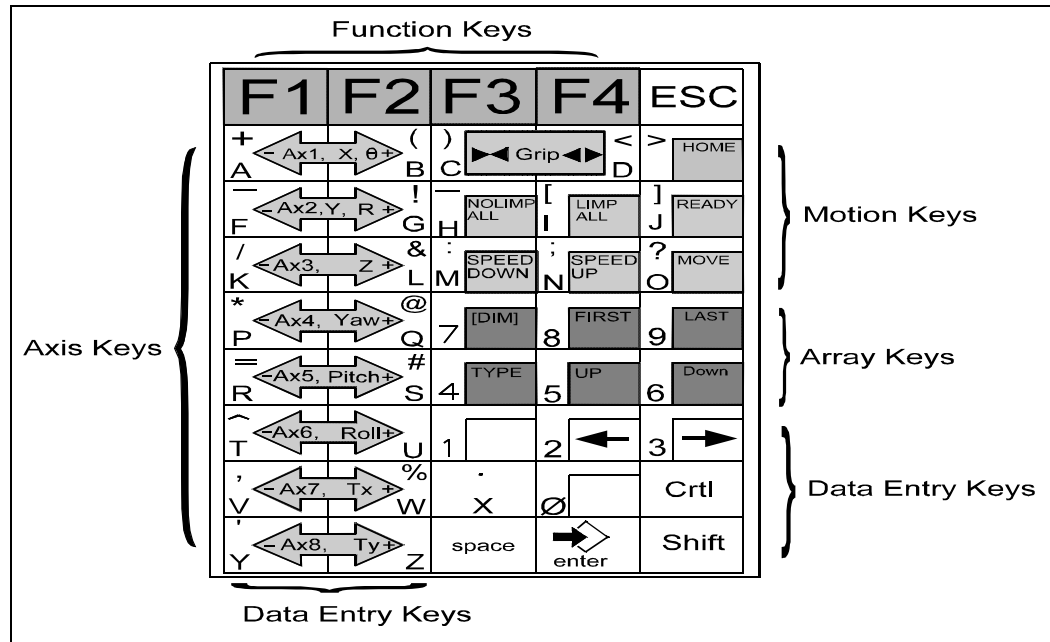 Function Keys
F1 F2 F3 F4 ESC
+ - Ax1, X, θ + ( ) Grip < > HOME
A B C D
— - Ax2,Y, R + ! — NOLIMP ALL [ LIMP ALL ] READY
F G H I J
/ - Ax3, Z + & : SPEED DOWN ; SPEED UP ? MOVE
K L M N O
* - Ax4, Yaw + @ [DIM] FIRST LAST
P Q 7 8 9
= - Ax5, Pitch + # TYPE UP Down
R S 4 5 6
^ - Ax6, Roll +
T U 1 2 3
, - Ax7, Tx + % . Crtl
V W X Ø
' - Ax8, Ty + space enter Shift
Y Z
Axis Keys
Motion Keys
Array Keys
Data Entry Keys
Data Entry Keys